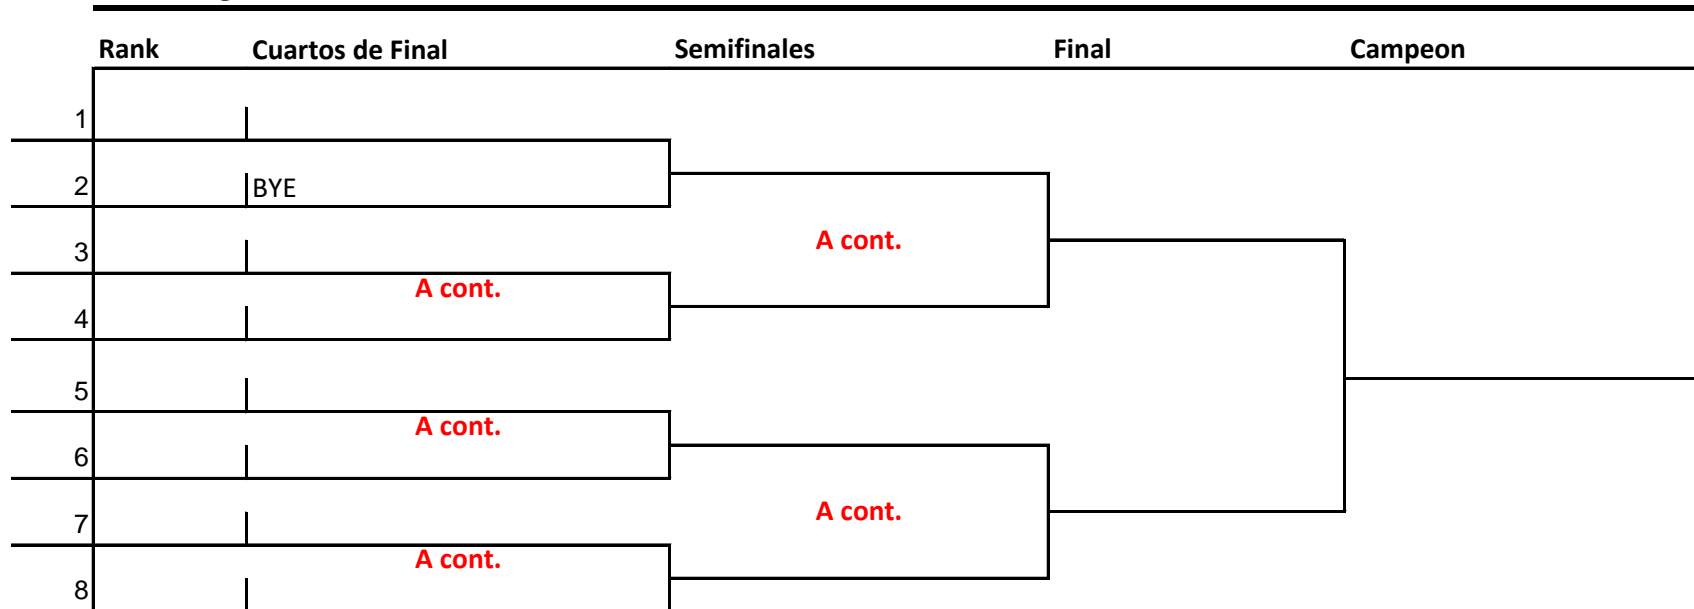 Rank Cuartos de Final Semifinales Final Campeon
1
2 BYE
3 A cont.
A cont.
4
5
A cont.
6
A cont.
7
A cont.
8